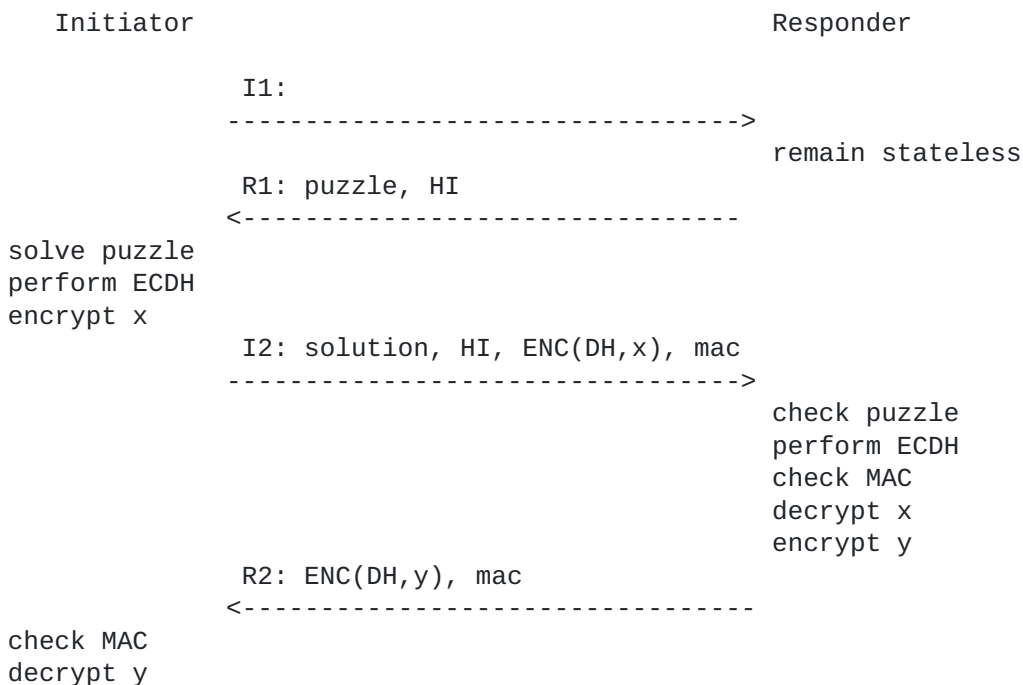 Initiator Responder
I1:
--------------------------------->
remain stateless
R1: puzzle, HI
<--------------------------------
solve puzzle
perform ECDH
encrypt x
I2: solution, HI, ENC(DH,x), mac
--------------------------------->
check puzzle
perform ECDH
check MAC
decrypt x
encrypt y
R2: ENC(DH,y), mac
<---------------------------------
check MAC
decrypt y